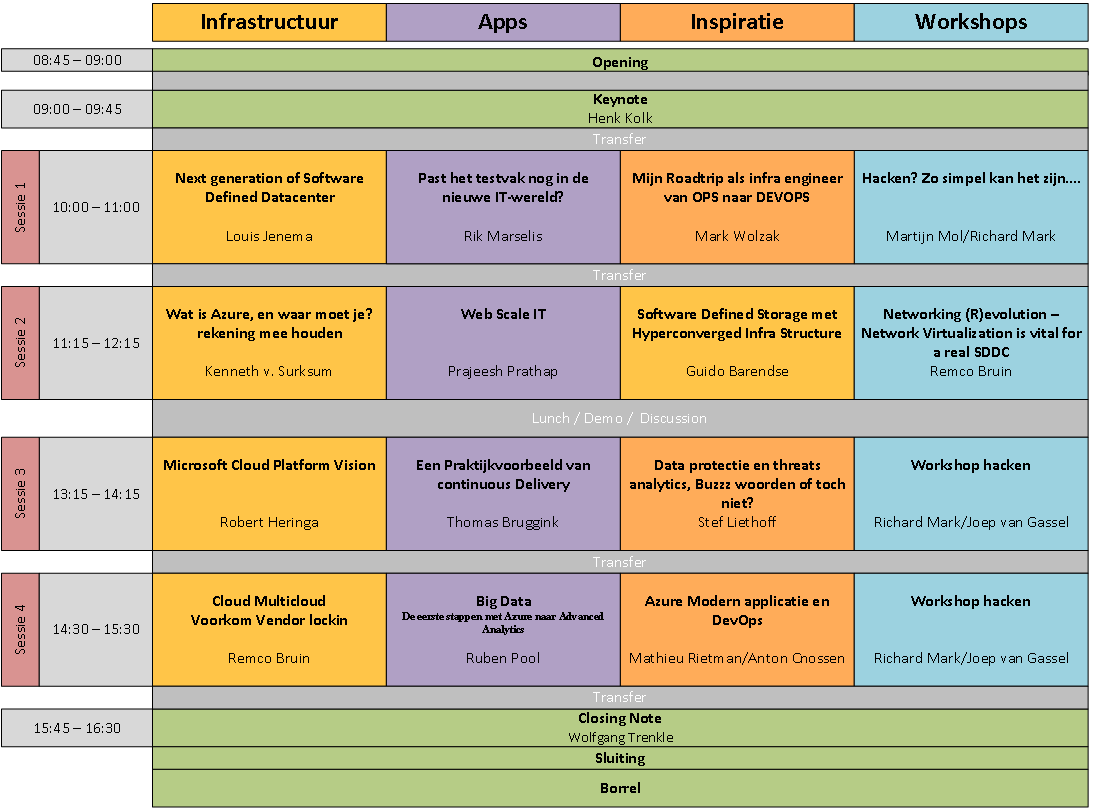 Infrastructuur
Apps
Inspiratie
Workshops
08:45 – 09:00
Opening
09:00 – 09:45
Keynote
Henk Kolk
Transfer
Sessie 1
10:00 – 11:00
Next generation of Software
Defined Datacenter
Louis Jenema
Past het testvak nog in de
nieuwe IT-wereld?
Rik Marselis
Mijn Roadtrip als infra engineer
van OPS naar DEVOPS
Mark Wolzak
Hacken? Zo simpel kan het zijn....
Martijn Mol/Richard Mark
Transfer
Sessie 2
11:15 – 12:15
Wat is Azure, en waar moet je?
rekening mee houden
Kenneth v. Surksum
Web Scale IT
Prajeesh Prathap
Software Defined Storage met
Hyperconverged Infra Structure
Guido Barendse
Networking (R)evolution –
Network Virtualization is vital for
a real SDDC
Remco Bruin
Lunch / Demo / Discussion
Sessie 3
13:15 – 14:15
Microsoft Cloud Platform Vision
Robert Heringa
Een Praktijkvoorbeeld van
continuous Delivery
Thomas Bruggink
Data protectie en threats
analytics, Buzzz woorden of toch
niet?
Stef Liethoff
Workshop hacken
Richard Mark/Joep van Gassel
Transfer
Sessie 4
14:30 – 15:30
Cloud Multicloud
Voorkom Vendor lockin
Remco Bruin
Big Data
De eerste stappen met Azure naar Advanced
Analytics
Ruben Pool
Azure Modern applicatie en
DevOps
Mathieu Rietman/Anton Cnossen
Workshop hacken
Richard Mark/Joep van Gassel
Transfer
15:45 – 16:30
Closing Note
Wolfgang Trenkle
Sluiting
Borrel